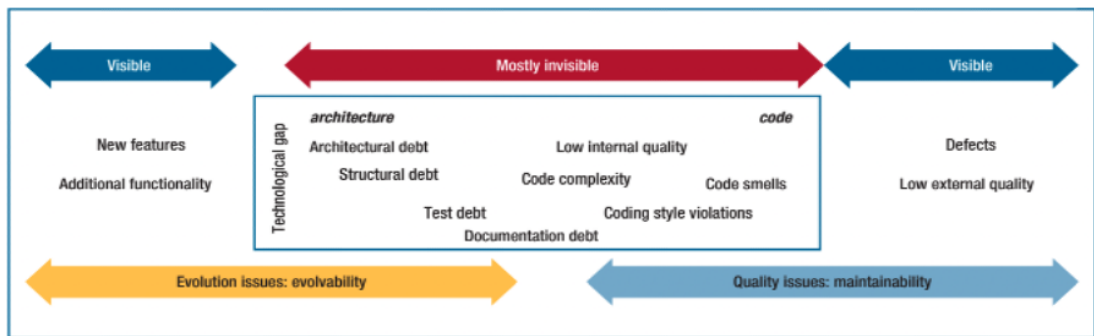 Visible
Mostly invisible
Visible
Technological gap
architecture
code
New features
Architectural debt
Low internal quality
Defects
Additional functionality
Structural debt
Code complexity
Code smells
Low external quality
Test debt
Coding style violations
Documentation debt
Evolution issues: evolvability
Quality issues: maintainability